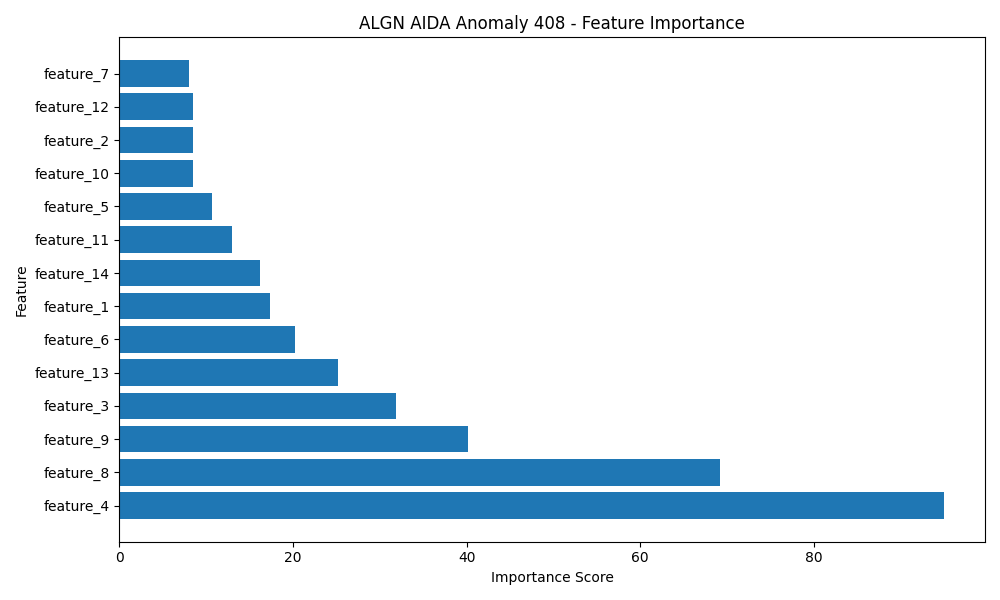 ALGN AIDA Anomaly 408 - Feature Importance
Feature
feature_7
feature_12
feature_2
feature_10
feature_5
feature_11
feature_14
feature_1
feature_6
feature_13
feature_3
feature_9
feature_8
feature_4
0 20 40 60 80
Importance Score